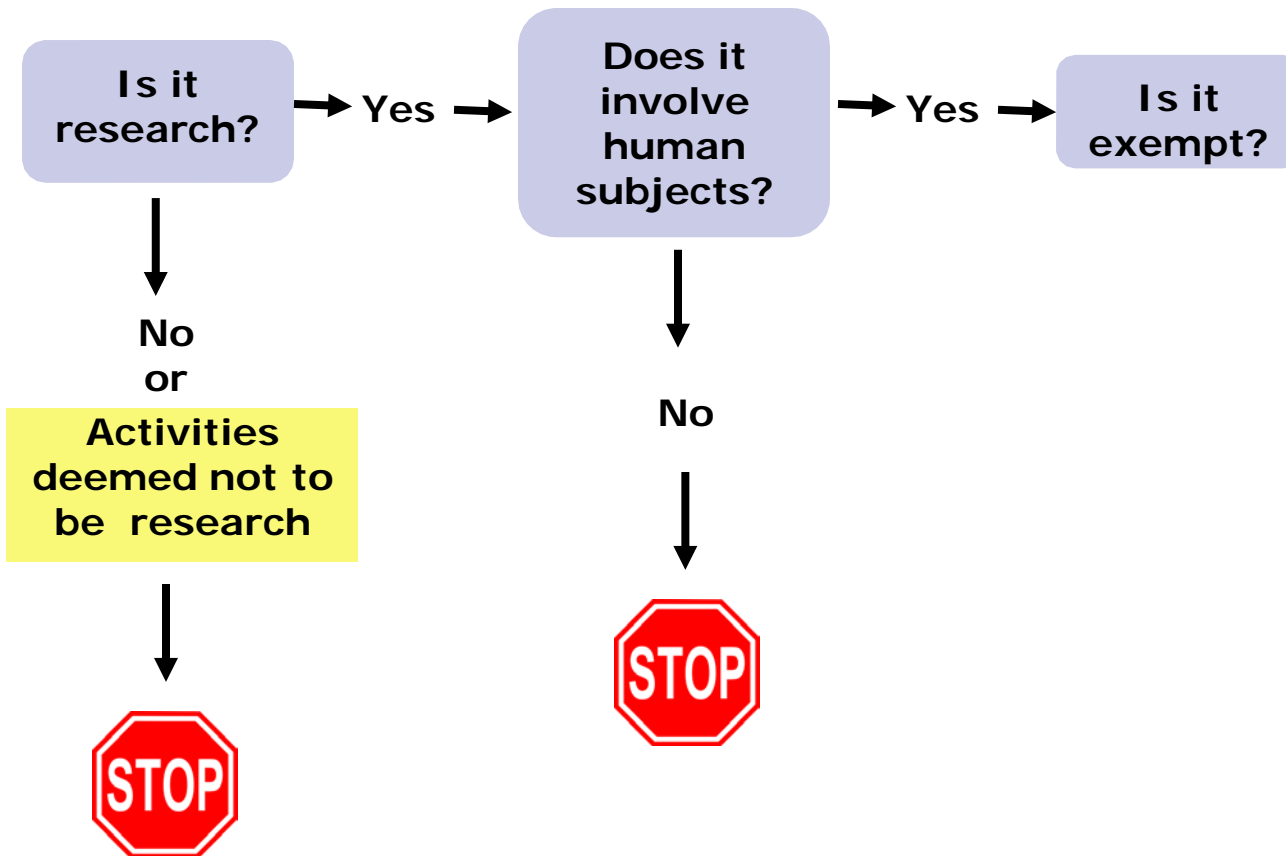 Is it
research?
Yes
Does it
involve
human
subjects?
Yes
Is it
exempt?
No
or
Activities
deemed not to
be research
No
STOP
STOP